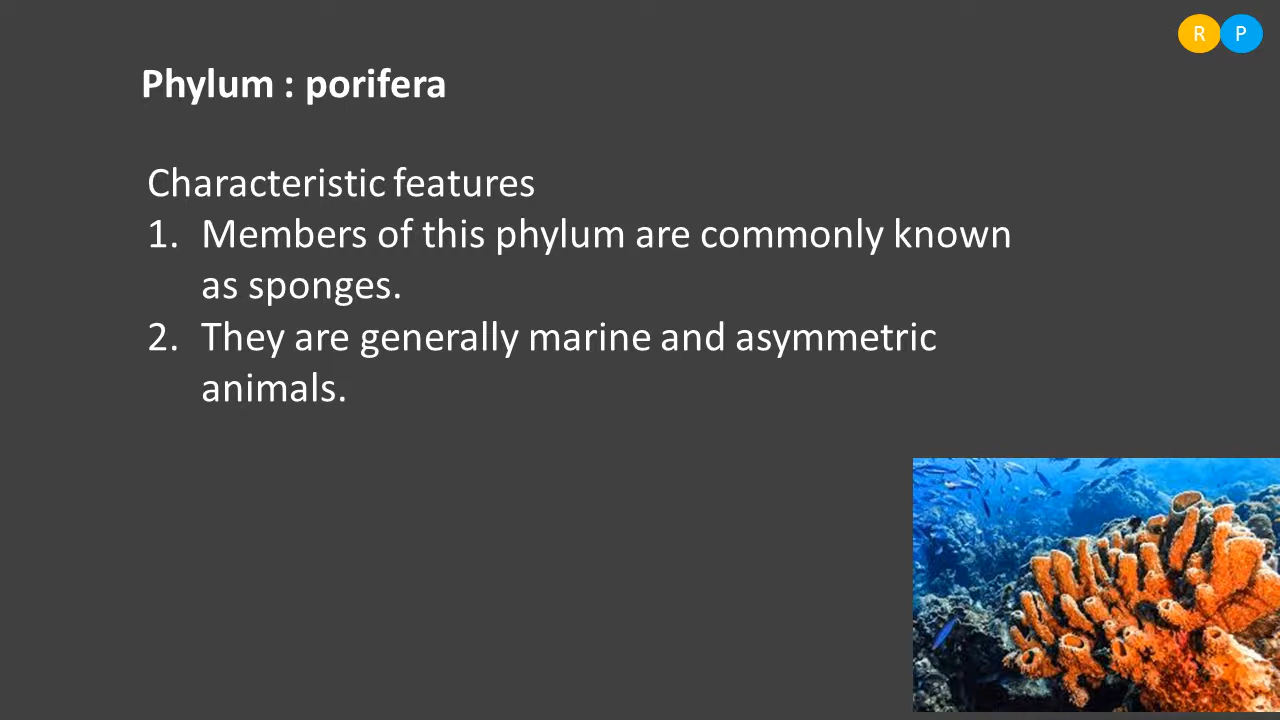 R P
Phylum : porifera
Characteristic features
1. Members of this phylum are commonly known
as sponges.
2. They are generally marine and asymmetric
animals.